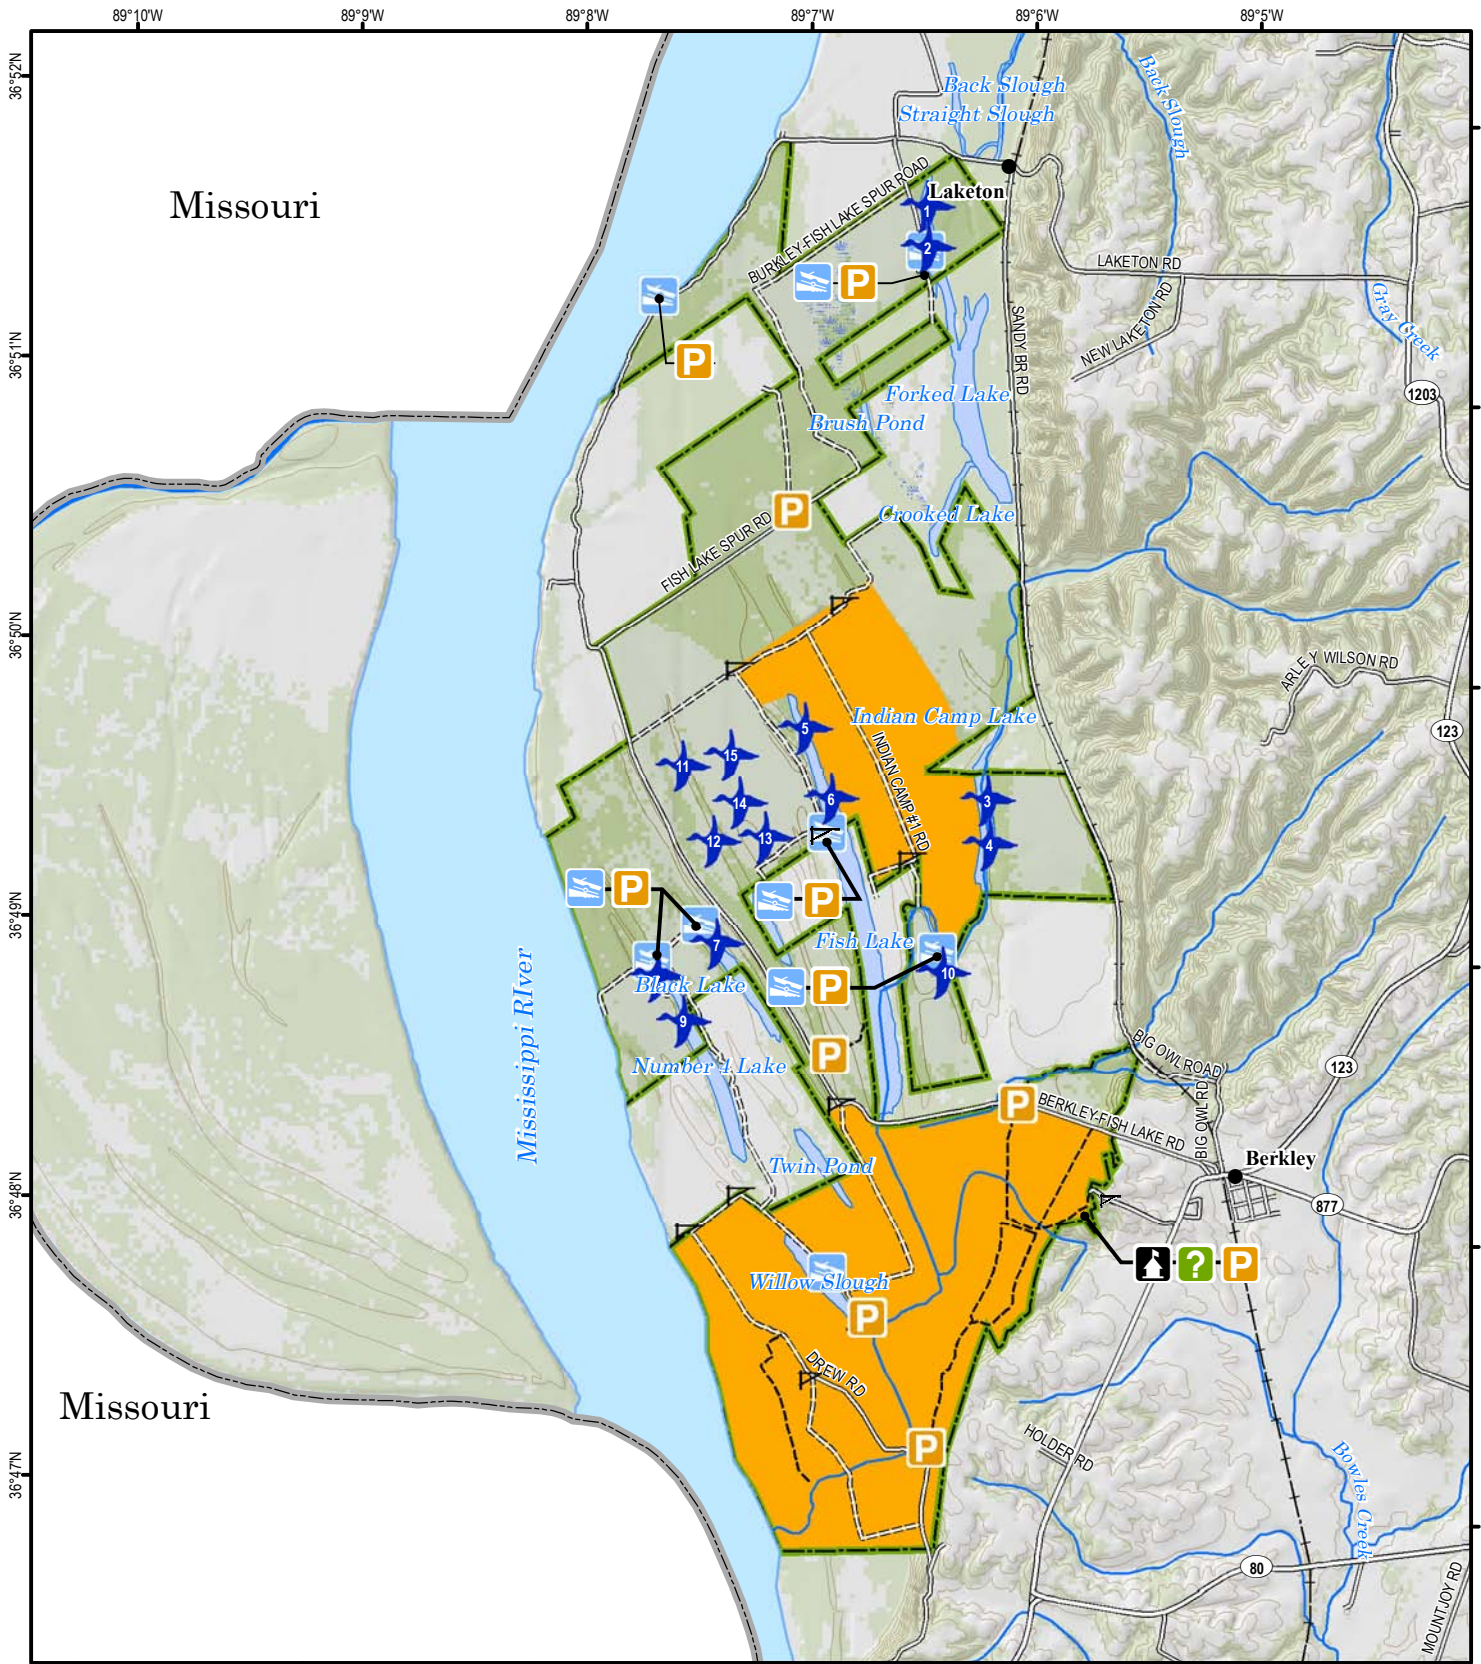 89°10'W
89°9'W
89°8'W
89°7'W
89°6'W
89°5'W
36°52'N
36°51'N
36°50'N
36°49'N
36°48'N
36°47'N
Back Slough
Straight Slough
Back Slough
Missouri
Laketon
BURKLEY-FISH LAKE SPUR ROAD
1
2
P
LAKETON RD
NEW LAKETON RD
Gray Creek
SANDY BR RD
P
1203
Forked Lake
Brush Pond
P
Crooked Lake
FISH LAKE SPUR RD
ARLEY WILSON RD
Indian Camp Lake
123
5
INDIAN CAMP #1 RD
15
11
14
6
3
12
13
4
P
P
Fish Lake
7
10
Black Lake
P
9
Mississippi RIver
P
Number 4 Lake
BIG OWL ROAD
123
P
BERKLEY-FISH LAKE RD
BIG OWL RD
Berkley
Twin Pond
877
?
P
Willow Slough
P
DREW RD
Missouri
P
HOLDER RD
Bowles Creek
80
MOUNTJOY RD